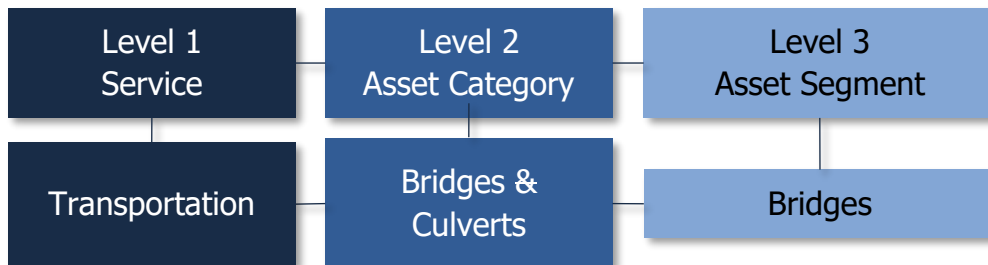 Level 1
Service
Level 2
Asset Category
Level 3
Asset Segment
Transportation
Bridges &
Culverts
Bridges